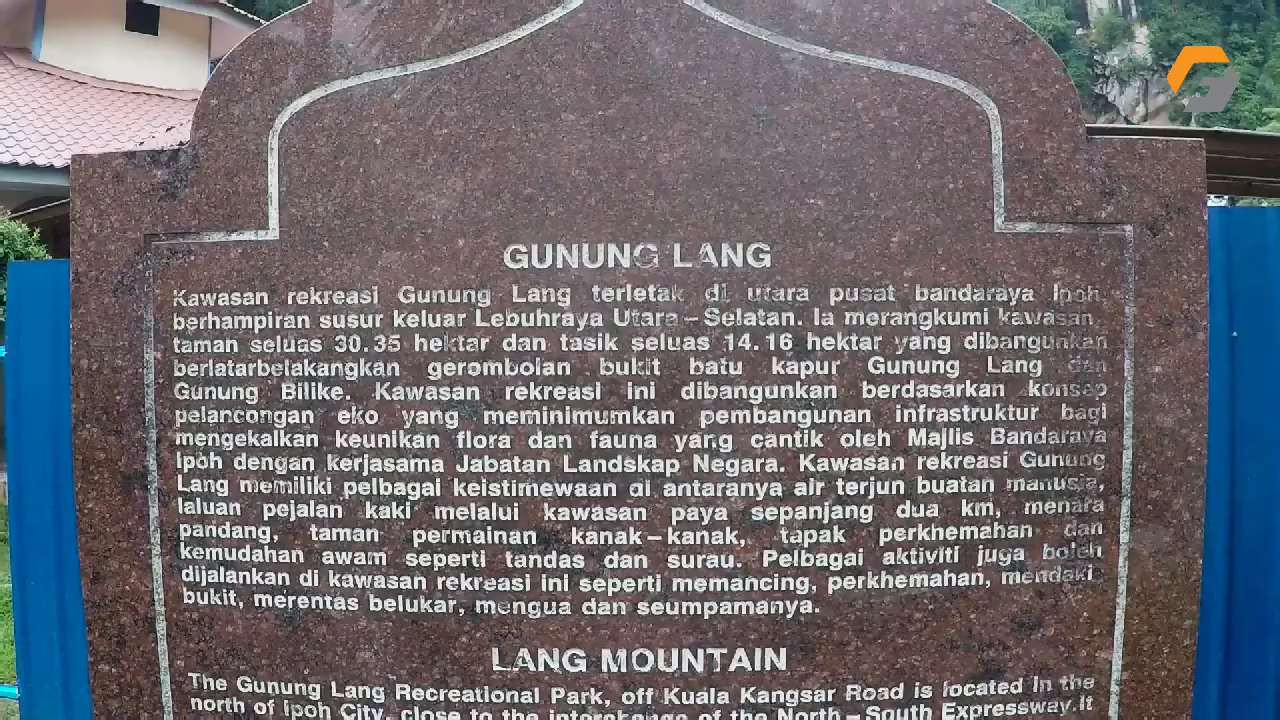 GUNUNG LANG
Kawasan rekreasi Gunung Lang terletak di utara pusat bandaraya Ipoh,
berhampiran susur keluar Lebuhraya Utara – Selatan. Ia merangkumi kawasan
taman seluas 30.35 hektar dan tasik seluas 14.16 hektar yang dibangunkan
berlatarbelakangkan gerombolan bukit batu kapur Gunung Lang dan
Gunung Bilike. Kawasan rekreasi ini dibangunkan berdasarkan konsep
pelancongan eko yang meminimumkan pembangunan infrastruktur bagi
mengekalkan keunikan flora dan fauna yang cantik oleh Majlis Bandaraya
Ipoh dengan kerjasama Jabatan Landskap Negara. Kawasan rekreasi Gunung
Lang memiliki pelbagai keistimewaan di antaranya air terjun buatan manusia,
laluan pejalan kaki melalui kawasan paya sepanjang dua km, menara
pandang, taman permainan kanak – kanak, tapak perkhemahan dan
kemudahan awam seperti tandas dan surau. Pelbagai aktiviti juga boleh
dijalankan di kawasan rekreasi ini seperti memancing, perkhemahan, mendaki
bukit, merentas belukar, mengua dan seumpamanya.
LANG MOUNTAIN
The Gunung Lang Recreational Park, off Kuala Kangsar Road is located in the
north of Ipoh City, close to the interchange of the North – South Expressway. It